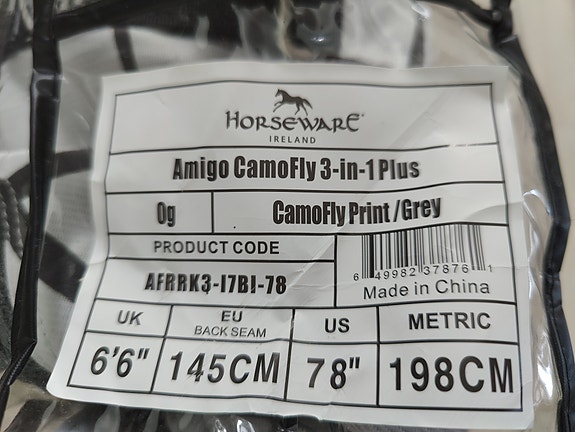 HORSEWARE®
IRELAND
Amigo CamoFly 3-in-1 Plus
0g
CamoFly Print/Grey
PRODUCT CODE
AFRRK3-I7BI-78
6 49982 37876 1
Made in China
UK
EU
BACK SEAM
US
METRIC
6'6"
145CM
78"
198CM